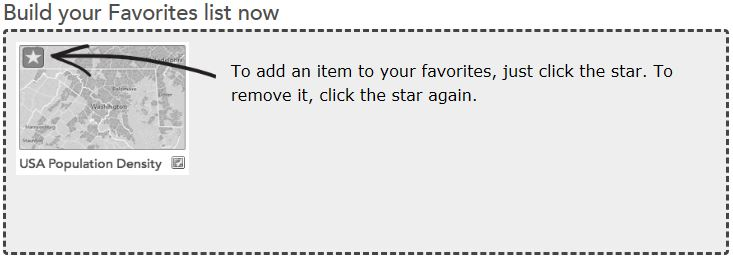 Build your Favorites list now
To add an item to your favorites, just click the star. To
remove it, click the star again.
Philadelphia
Baltimore
Washington
USA Population Density